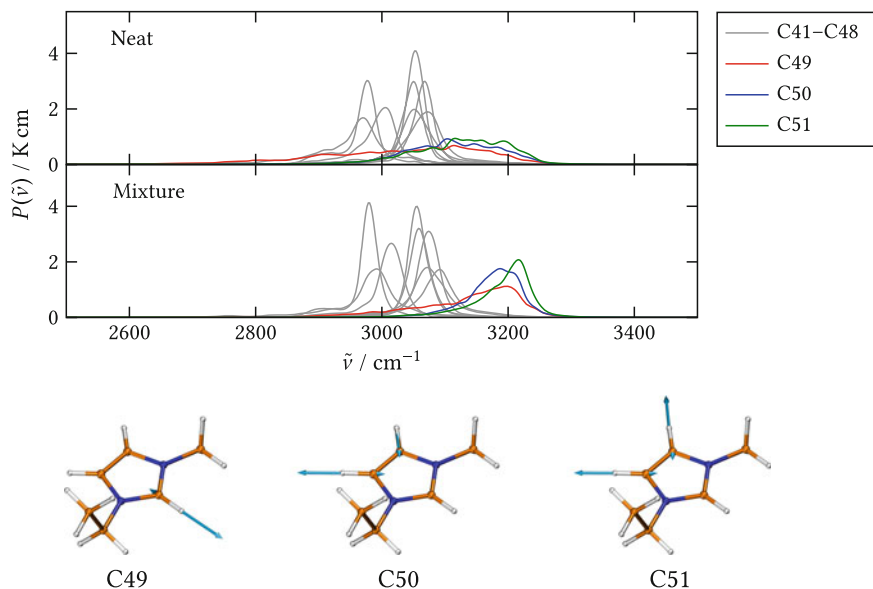 Neat
4
2
0
Mixture
4
2
0
P(ν̃) / K cm
2600 2800 3000 3200 3400
ν̃ / cm⁻¹
C41–C48
C49
C50
C51
C49 C50 C51